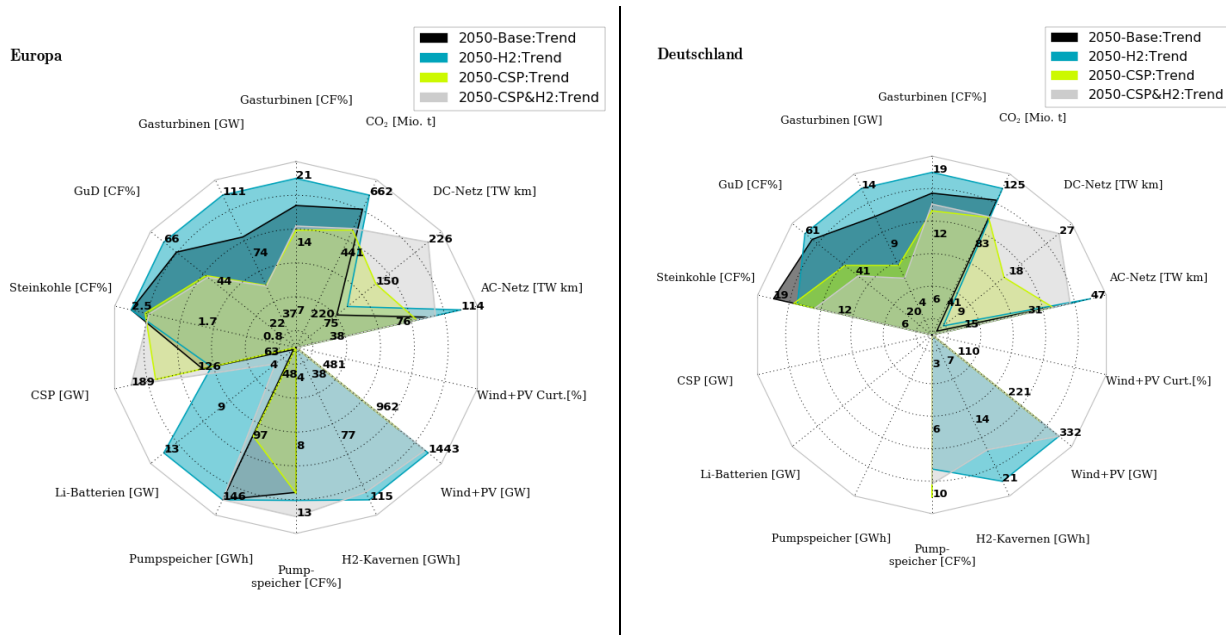 Europa
2050-Base:Trend
2050-H2:Trend
2050-CSP:Trend
2050-CSP&H2:Trend
Gasturbinen [CF%]
Gasturbinen [GW]
CO₂ [Mio. t]
GuD [CF%]
DC-Netz [TW km]
Steinkohle [CF%]
AC-Netz [TW km]
CSP [GW]
Wind+PV Curt.[%]
Li-Batterien [GW]
Wind+PV [GW]
Pumpspeicher [GWh]
H2-Kavernen [GWh]
Pump-
speicher [CF%]
21
14
7
111
74
37
662
441
220
66
44
22
226
150
75
2.5
1.7
0.8
114
76
38
189
126
63
13
9
4
1443
962
481
146
97
48
115
77
38
13
8
4
Deutschland
2050-Base:Trend
2050-H2:Trend
2050-CSP:Trend
2050-CSP&H2:Trend
Gasturbinen [CF%]
Gasturbinen [GW]
CO₂ [Mio. t]
GuD [CF%]
DC-Netz [TW km]
Steinkohle [CF%]
AC-Netz [TW km]
CSP [GW]
Wind+PV Curt.[%]
Li-Batterien [GW]
Wind+PV [GW]
Pumpspeicher [GWh]
H2-Kavernen [GWh]
Pump-
speicher [CF%]
19
12
6
14
9
4
125
83
41
61
41
20
27
18
9
19
12
6
47
31
15
332
221
110
21
14
7
10
6
3